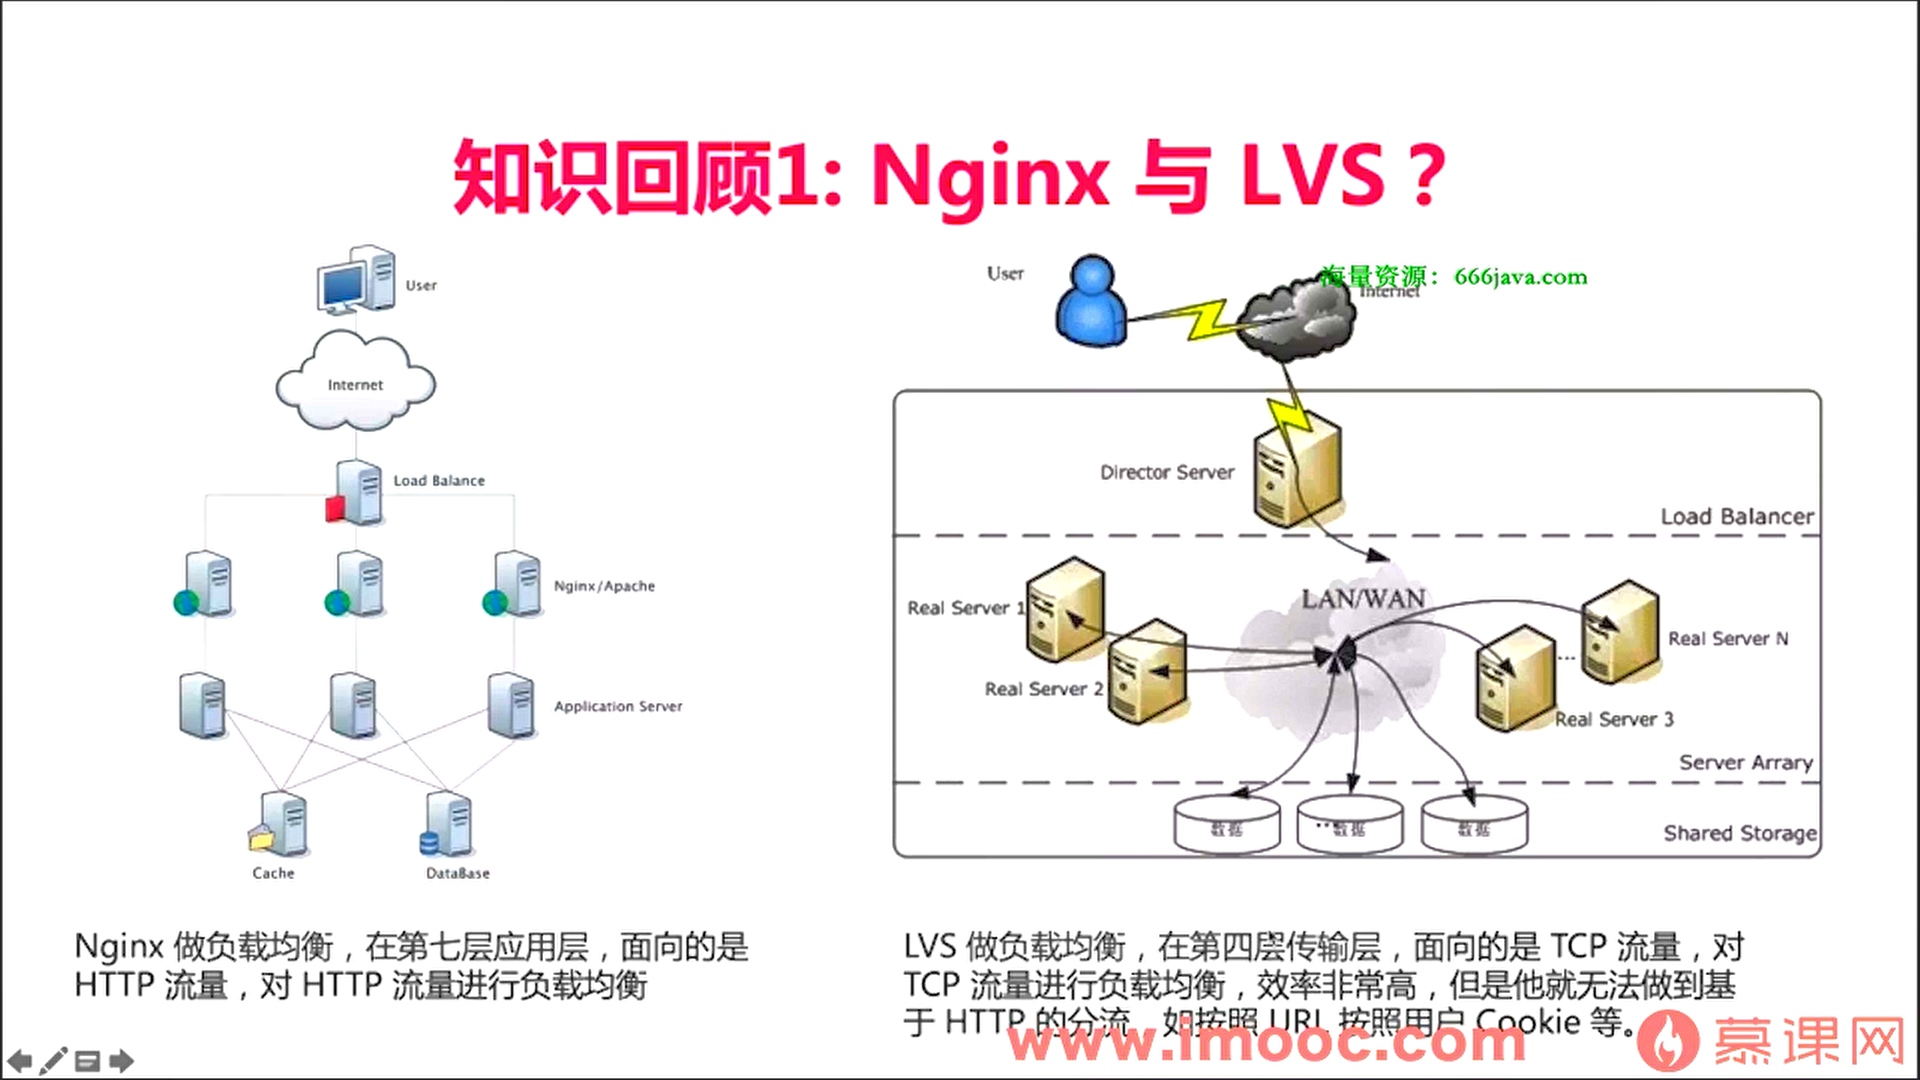 知识回顾1: Nginx 与 LVS？
User
Internet
Load Balance
Nginx/Apache
Application Server
Cache
DataBase
User
海量资源：666java.com
Internet
Director Server
Load Balancer
LAN/WAN
Real Server 1
Real Server 2
Real Server N
Real Server 3
Server Arrary
数据
数据
数据
Shared Storage
Nginx 做负载均衡，在第七层应用层，面向的是
HTTP 流量，对 HTTP 流量进行负载均衡
LVS 做负载均衡，在第四层传输层，面向的是 TCP 流量，对
TCP 流量进行负载均衡，效率非常高，但是他就无法做到基
于 HTTP 的分流，如按照 URL 按照用户 Cookie 等。
www.imooc.com
慕课网